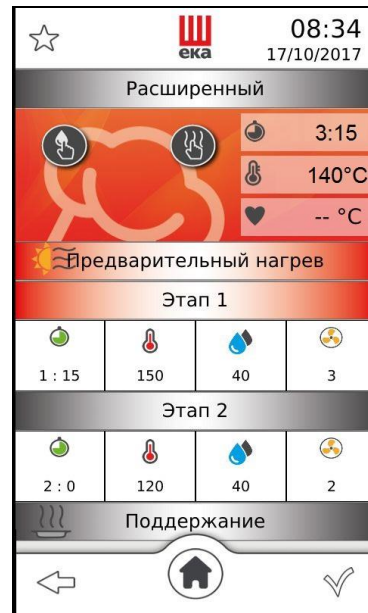 08:34
ека
17/10/2017
Расширенный
3:15
140°C
-- °C
Предварительный нагрев
Этап 1
1 : 15 150 40 3
Этап 2
2 : 0 120 40 2
Поддержание